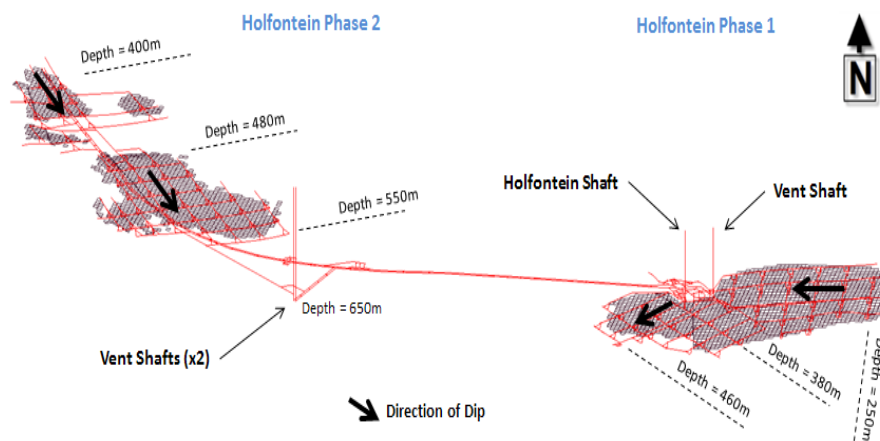 Holfontein Phase 2
Holfontein Phase 1
Depth = 400m
N
Depth = 480m
Holfontein Shaft
Vent Shaft
Depth = 550m
Depth = 650m
Vent Shafts (x2)
Depth = 460m
Depth = 380m
Depth = 250m
Direction of Dip